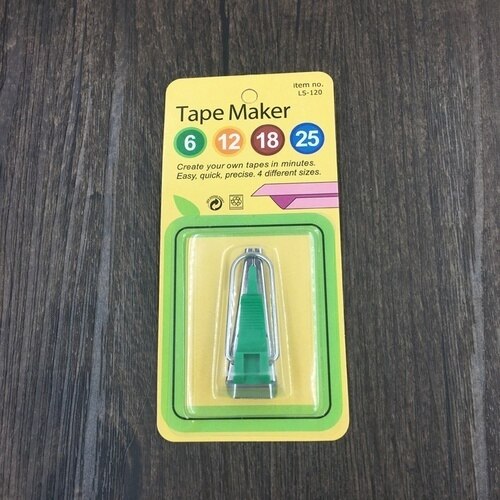 item no.
LS-120
Tape Maker
6 12 18 25
Create your own tapes in minutes.
Easy, quick, precise. 4 different sizes.